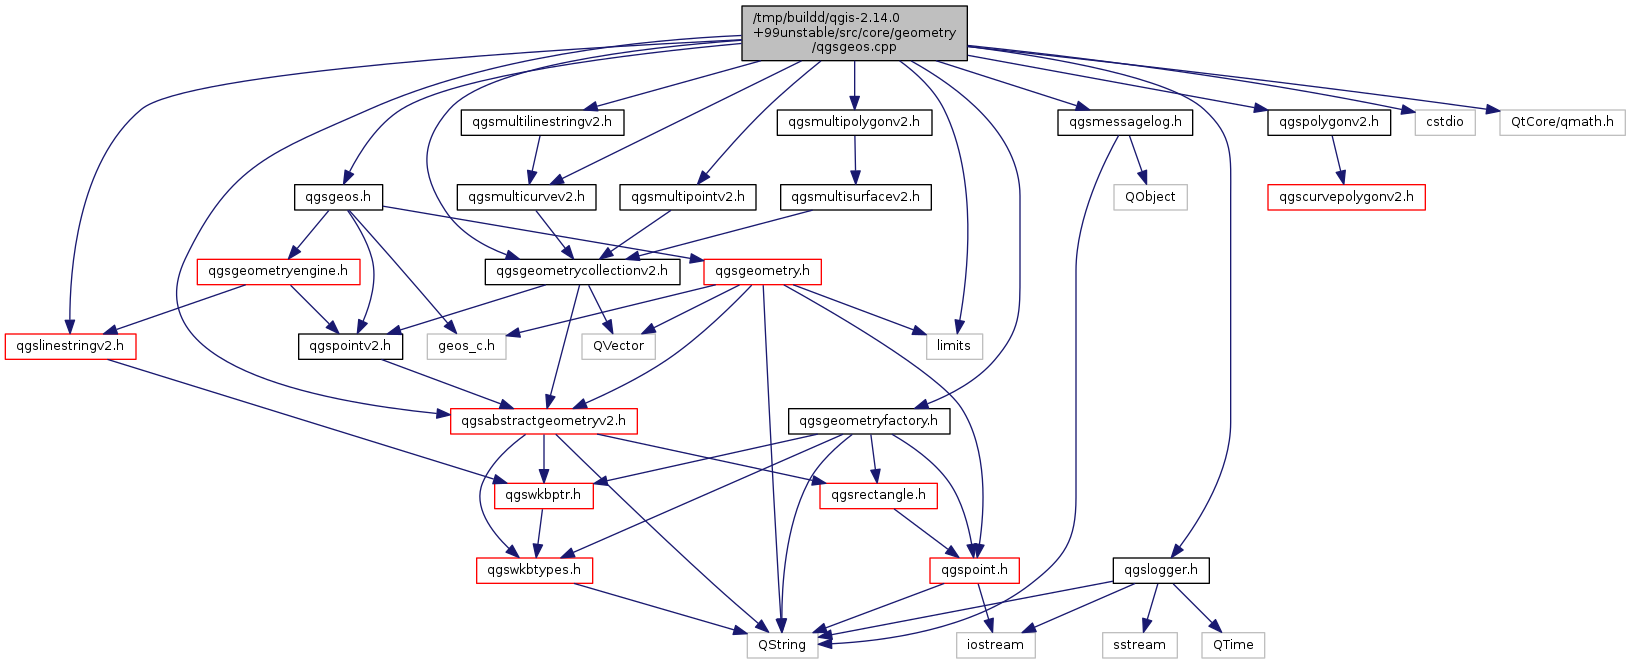 /tmp/buildd/qgis-2.14.0
+99unstable/src/core/geometry
/qgsgeos.cpp
qgsmultilinestringv2.h
qgsmultipolygonv2.h
qgsmessagelog.h
qgspolygonv2.h
cstdio
QtCore/qmath.h
qgsgeos.h
qgsmulticurvev2.h
qgsmultipointv2.h
qgsmultisurfacev2.h
QObject
qgscurvepolygonv2.h
qgsgeometryengine.h
qgsgeometrycollectionv2.h
qgsgeometry.h
qgslinestringv2.h
qgspointv2.h
geos_c.h
QVector
limits
qgsabstractgeometryv2.h
qgsgeometryfactory.h
qgswkbptr.h
qgsrectangle.h
qgswkbtypes.h
qgspoint.h
qgslogger.h
QString
iostream
sstream
QTime